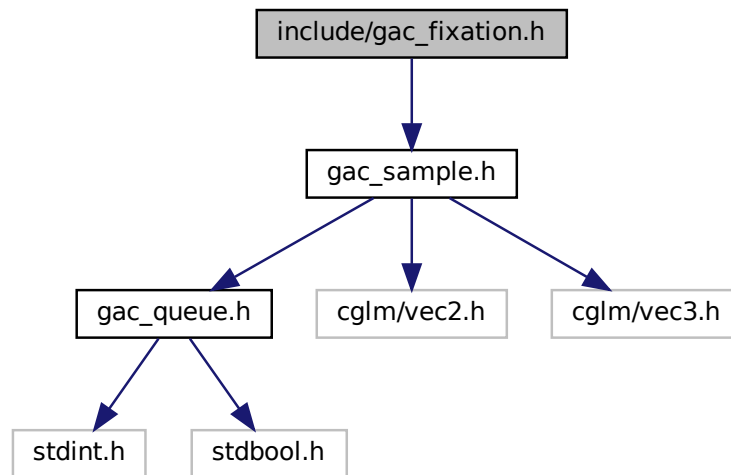 include/gac_fixation.h
gac_sample.h
gac_queue.h
cglm/vec2.h
cglm/vec3.h
stdint.h
stdbool.h